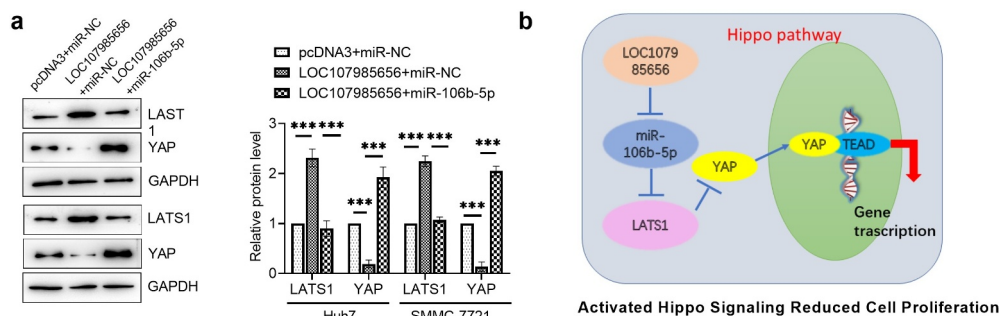 a
pcDNA3+miR-NC
LOC107985656
+miR-NC
LOC107985656
+miR-106b-5p
LAST
1
YAP
GAPDH
LATS1
YAP
GAPDH
pcDNA3+miR-NC
LOC107985656+miR-NC
LOC107985656+miR-106b-5p
Relative protein level
3
2
1
0
*** *** *** *** *** *** *** ***
LATS1 YAP LATS1 YAP
Huh7 SMMC-7721
b
Hippo pathway
LOC1079
85656
miR-
106b-5p
LATS1
YAP
YAP TEAD
Gene
trascription
Activated Hippo Signaling Reduced Cell Proliferation